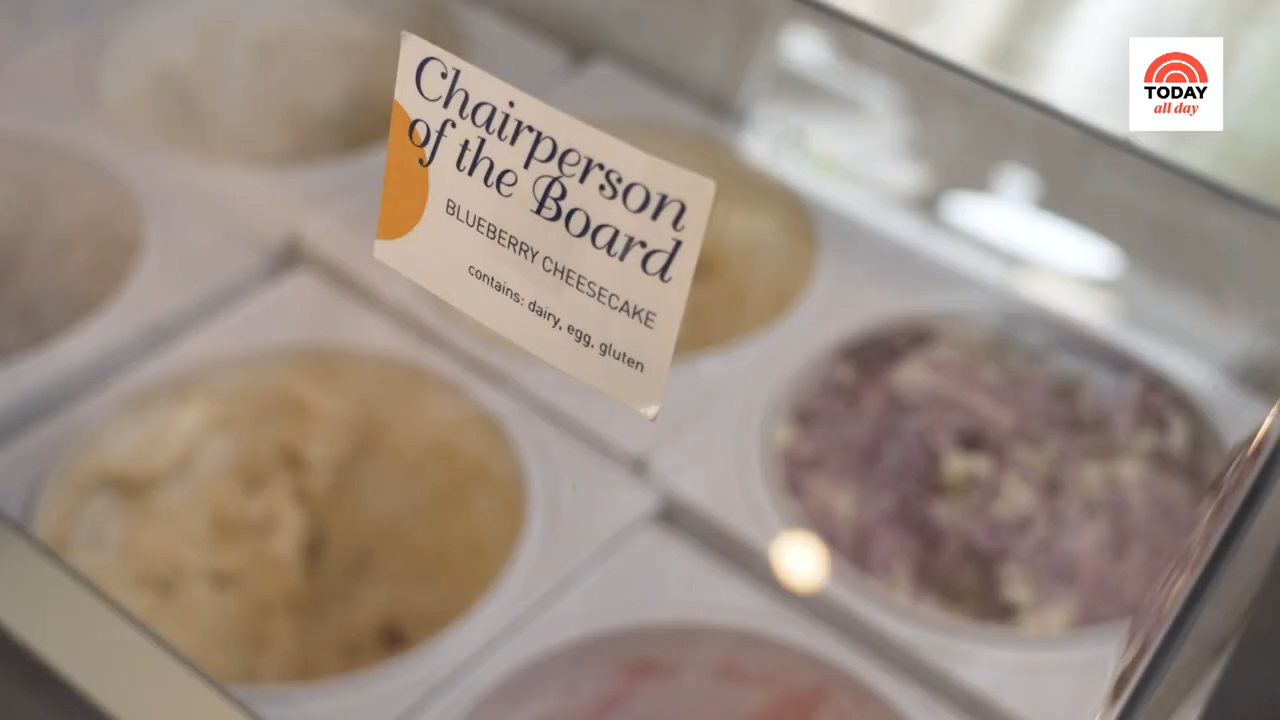 Chairperson
of the Board
BLUEBERRY CHEESECAKE
contains: dairy, egg, gluten
TODAY
all day